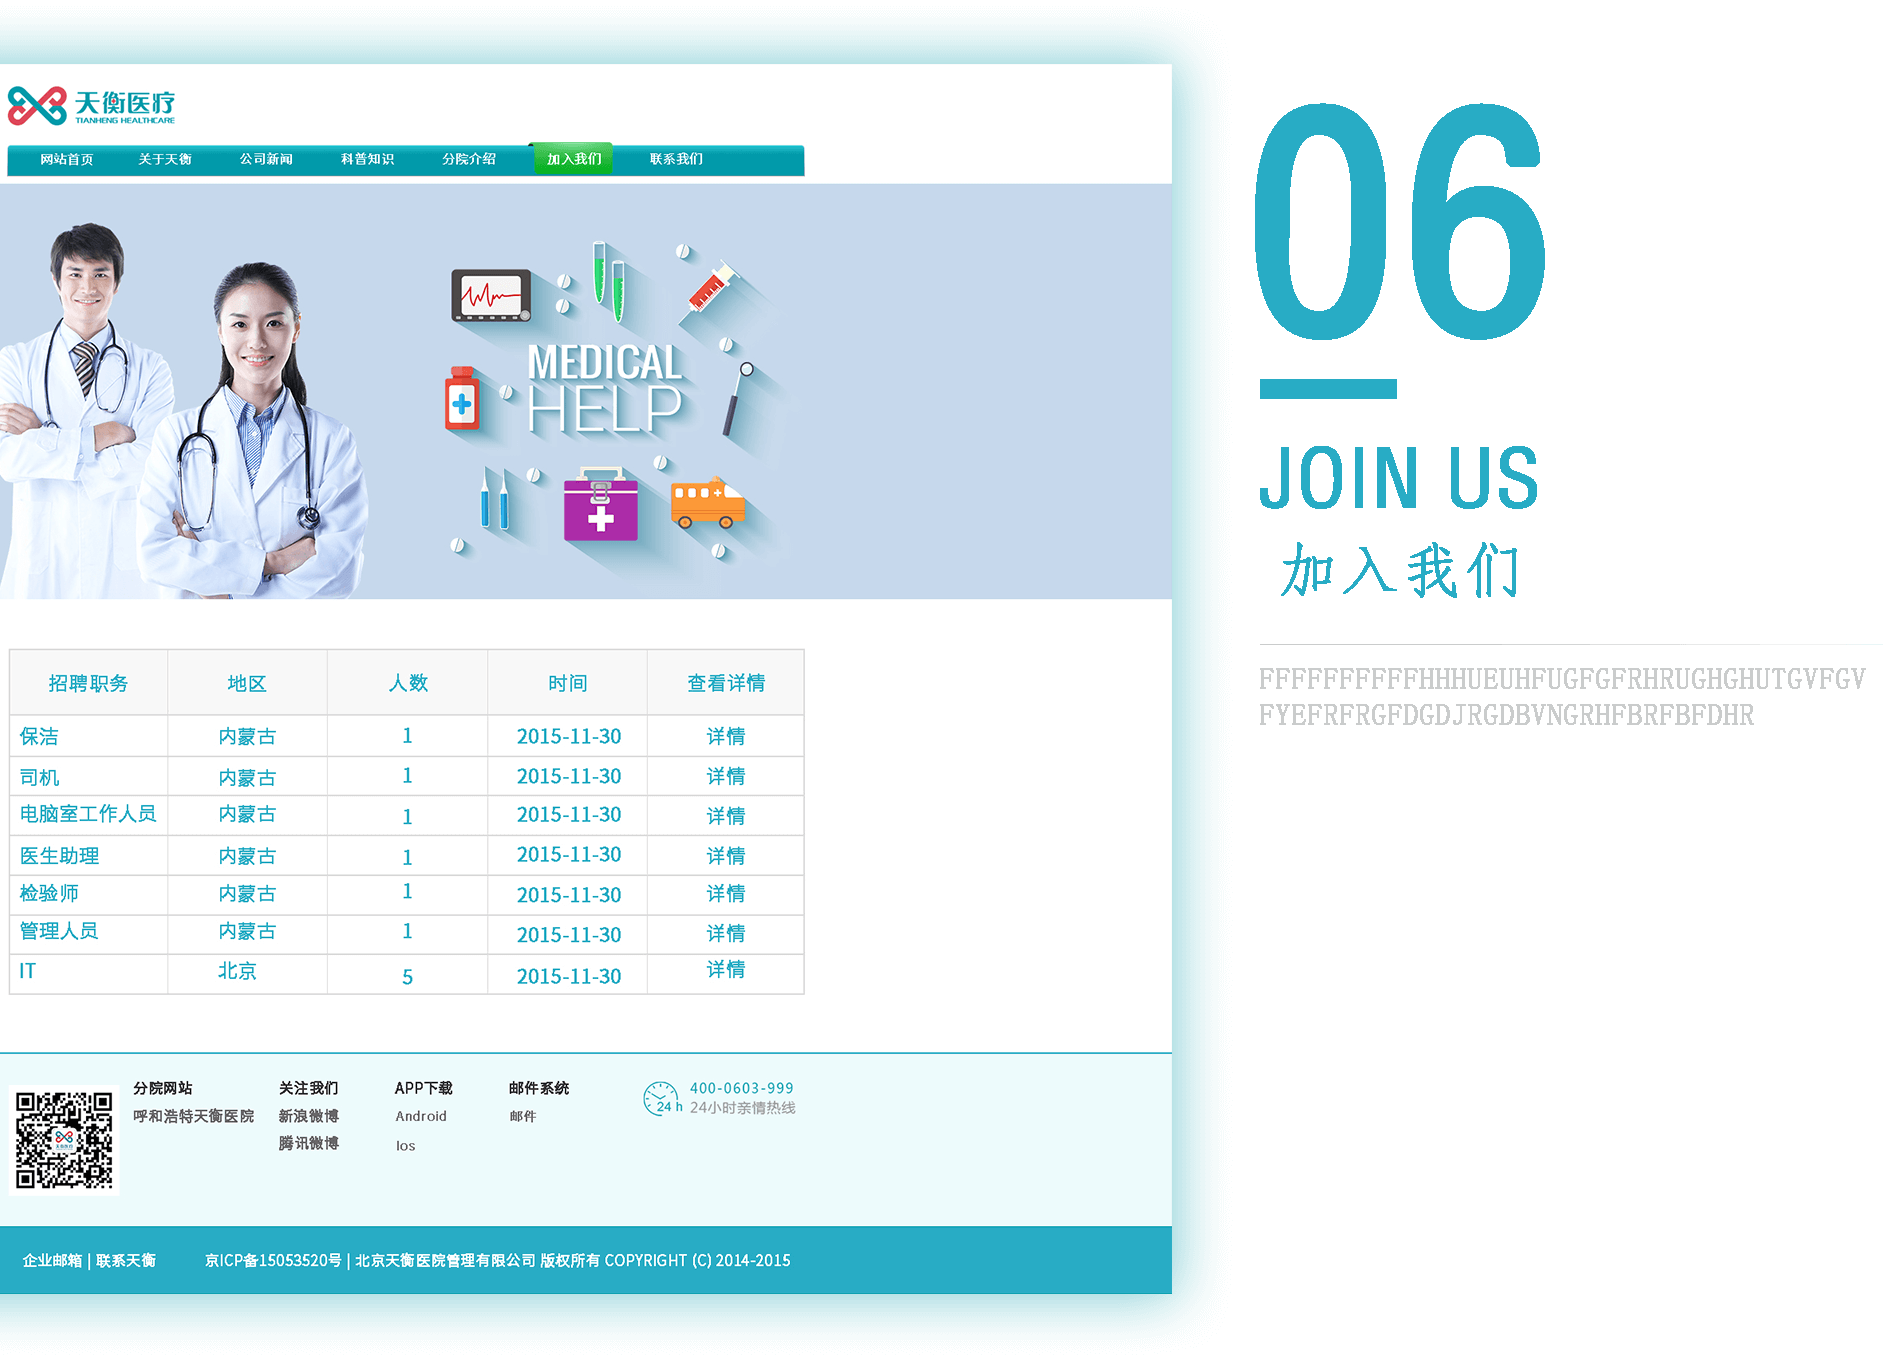 天衡医疗
TIANHENG HEALTHCARE
网站首页 关于天衡 公司新闻 科普知识 分院介绍 加入我们 联系我们
MEDICAL
HELP
招聘职务 地区 人数 时间 查看详情
保洁 内蒙古 1 2015-11-30 详情
司机 内蒙古 1 2015-11-30 详情
电脑室工作人员 内蒙古 1 2015-11-30 详情
医生助理 内蒙古 1 2015-11-30 详情
检验师 内蒙古 1 2015-11-30 详情
管理人员 内蒙古 1 2015-11-30 详情
IT 北京 5 2015-11-30 详情
分院网站 关注我们 APP下载 邮件系统 400-0603-999
呼和浩特天衡医院 新浪微博 Android 邮件 24 h 24小时亲情热线
腾讯微博 Ios
企业邮箱 | 联系天衡 京ICP备15053520号 | 北京天衡医院管理有限公司 版权所有 COPYRIGHT (C) 2014-2015
06
JOIN US
加入我们
FFFFFFFFFFHHHUEUHFUGFGFRHRUGHGHUTGVFGV
FYEFRFRGFDGDJRGDBVNGRHFBRFBFDHR